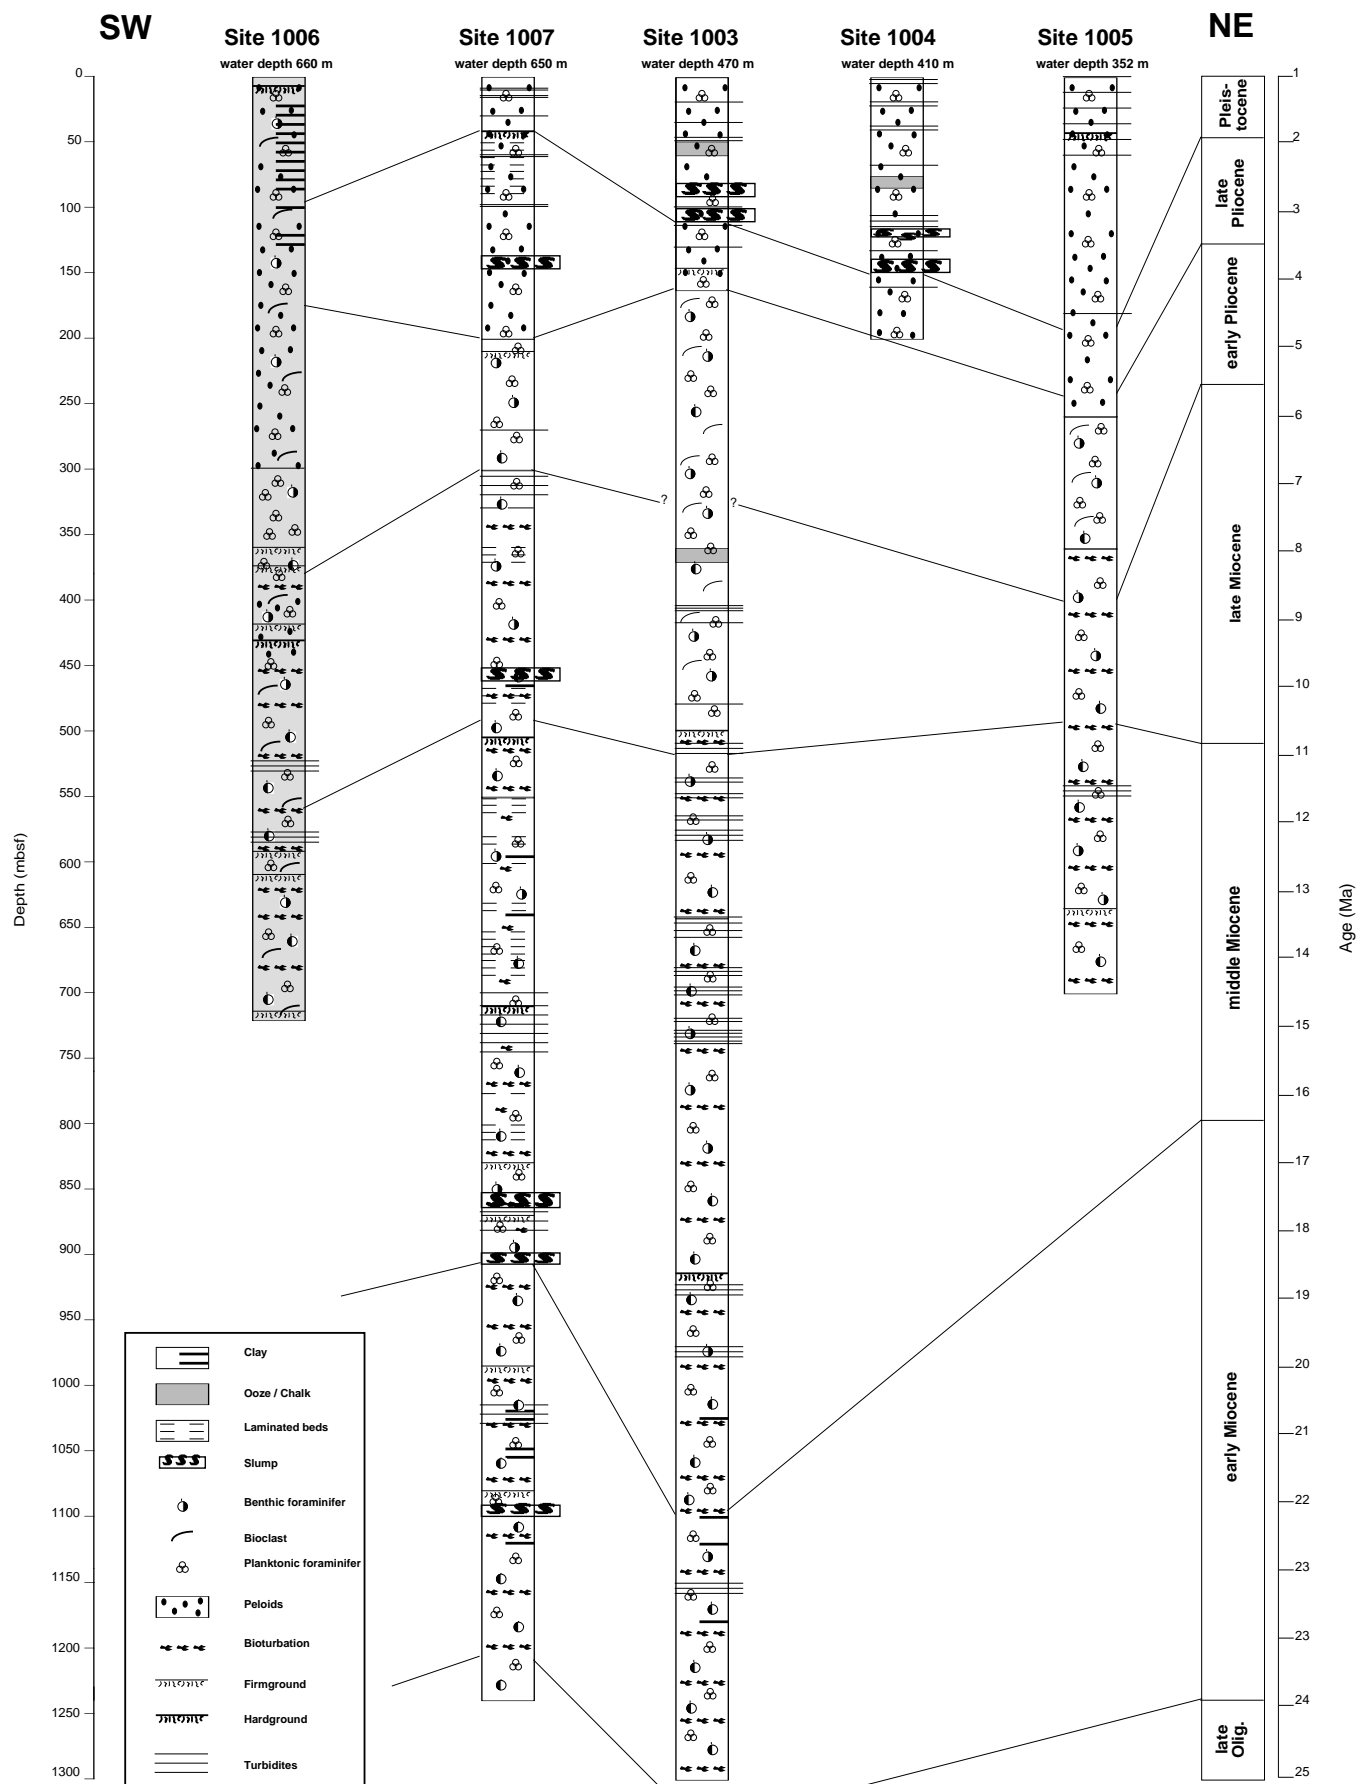 SW
NE
Site 1006
Site 1007
Site 1003
Site 1004
Site 1005
water depth 660 m
water depth 650 m
water depth 470 m
water depth 410 m
water depth 352 m
0
50
100
150
200
250
300
350
400
450
500
550
600
650
700
750
800
850
900
950
1000
1050
1100
1150
1200
1250
1300
Depth (mbsf)
?
?
Clay
Ooze / Chalk
Laminated beds
Slump
Benthic foraminifer
Bioclast
Planktonic foraminifer
Peloids
Bioturbation
Firmground
Hardground
Turbidites
Pleis-
tocene
late
Pliocene
early Pliocene
late Miocene
middle Miocene
early Miocene
late
Olig.
1
2
3
4
5
6
7
8
9
10
11
12
13
14
15
16
17
18
19
20
21
22
23
23
24
25
Age (Ma)